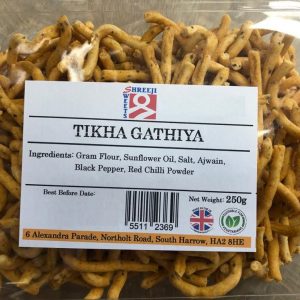 SHREEJI
SWEETS
TIKHA GATHIYA
Ingredients: Gram Flour, Sunflower Oil, Salt, Ajwain,
Black Pepper, Red Chilli Powder
Best Before Date:
Net Weight: 250g
5511 2369
6 Alexandra Parade, Northolt Road, South Harrow, HA2 8HE